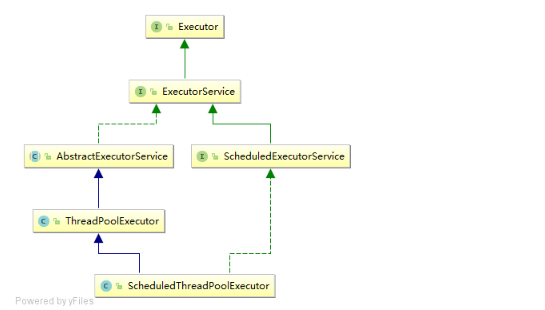 Executor
ExecutorService
AbstractExecutorService
ScheduledExecutorService
ThreadPoolExecutor
ScheduledThreadPoolExecutor
Powered by yFiles